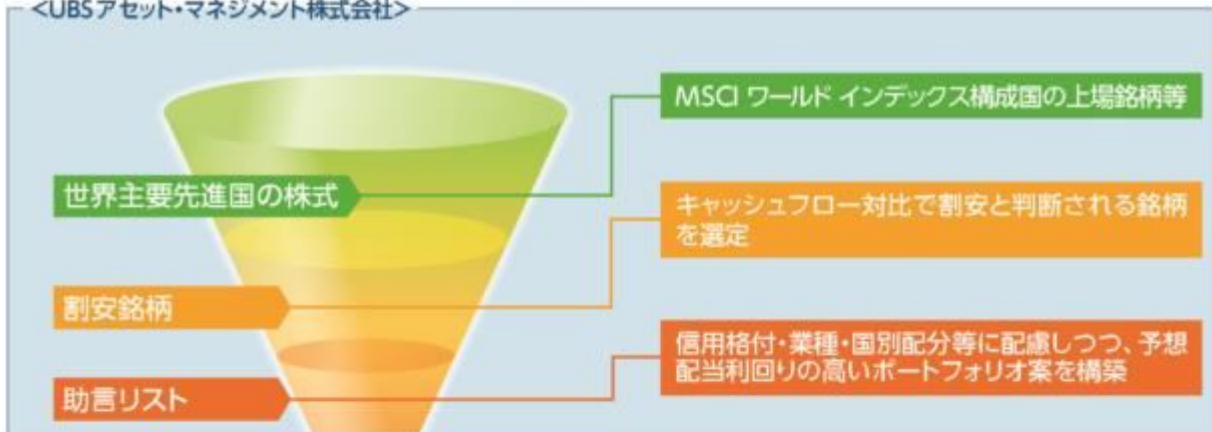 <UBSアセット・マネジメント株式会社>
MSCI ワールド インデックス構成国の上場銘柄等
世界主要先進国の株式
キャッシュフロー対比で割安と判断される銘柄
を選定
割安銘柄
信用格付・業種・国別配分等に配慮しつつ、予想
配当利回りの高いポートフォリオ案を構築
助言リスト